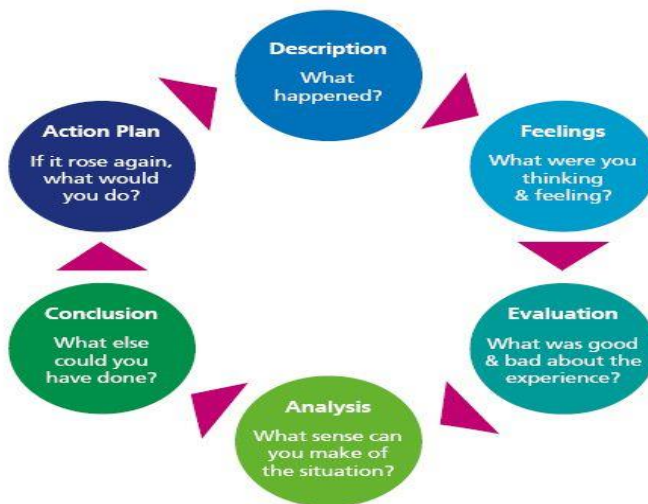 Description
What
happened?
Feelings
What were you
thinking
& feeling?
Evaluation
What was good
& bad about the
experience?
Analysis
What sense can
you make of
the situation?
Conclusion
What else
could you
have done?
Action Plan
If it rose again,
what would
you do?